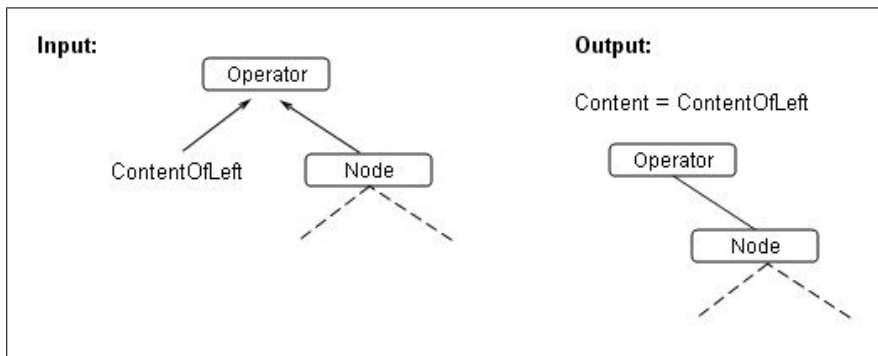 Input:
Operator
ContentOfLeft
Node
Output:
Content = ContentOfLeft
Operator
Node